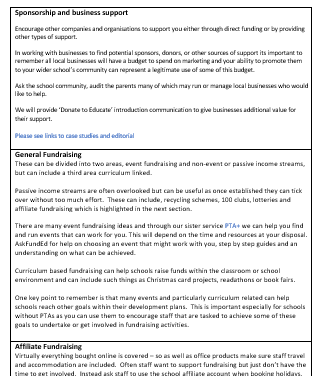 Sponsorship and business support
Encourage other companies and organisations to support you either through direct funding or by providing
other types of support.
In working with businesses to find potential sponsors, donors, or other sources of support its important to
remember all local businesses will have a budget to spend on marketing and your ability to promote them
to your wider school's community can represent a legitimate use of some of this budget.
Ask the school community, audit the parents many of which may run or manage local businesses who would
like to help.
We will provide 'Donate to Educate' introduction communication to give businesses additional value for
their support.
Please see links to case studies and editorial
General Fundraising
These can be divided into two areas, event fundraising and non-event or passive income streams,
but can include a third area curriculum linked.
Passive income streams are often overlooked but can be useful as once established they can tick
over without too much effort. These can include, recycling schemes, 100 clubs, lotteries and
affiliate fundraising which is highlighted in the next section.
There are many event fundraising ideas and through our sister service PTA+ we can help you find
and run events that can work for you. This will depend on the time and resources at your disposal.
AskFundEd for help on choosing an event that might work with you, step by step guides and an
understanding on what can be achieved.
Curriculum based fundraising can help schools raise funds within the classroom or school
environment and can include such things as Christmas card projects, readathons or book fairs.
One key point to remember is that many events and particularly curriculum related can help
schools reach other goals within their development plans. This is important especially for schools
without PTAs as you can use them to encourage staff that are tasked to achieve some of these
goals to undertake or get involved in fundraising activities.
Affiliate Fundraising
Virtually everything bought online is covered – so as well as office products make sure staff travel
and accommodation are included. Often staff want to support fundraising but just don't have the
time to get involved. Instead ask staff to use the school affiliate account when booking holidays,